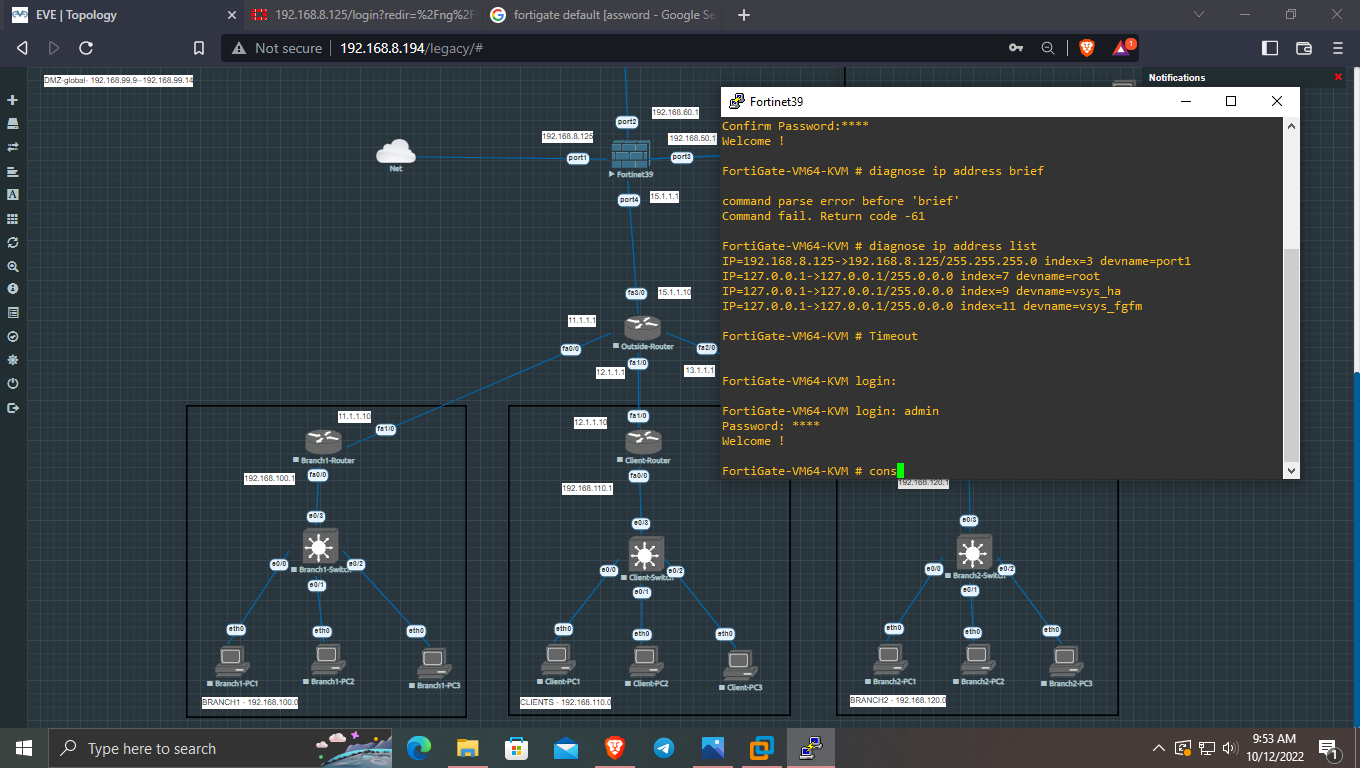 EVE | Topology
192.168.8.125/login?redir=%2Fng%2F
fortigate default [assword - Google Se
Not secure
192.168.8.194/legacy/#
1
DMZ-global- 192.168.99.9--192.168.99.14
Notifications
Fortinet39
Confirm Password:****
Welcome !
FortiGate-VM64-KVM # diagnose ip address brief
command parse error before 'brief'
Command fail. Return code -61
FortiGate-VM64-KVM # diagnose ip address list
IP=192.168.8.125->192.168.8.125/255.255.255.0 index=3 devname=port1
IP=127.0.0.1->127.0.0.1/255.0.0.0 index=7 devname=root
IP=127.0.0.1->127.0.0.1/255.0.0.0 index=9 devname=vsys_ha
IP=127.0.0.1->127.0.0.1/255.0.0.0 index=11 devname=vsys_fgfm
FortiGate-VM64-KVM # Timeout
FortiGate-VM64-KVM login:
FortiGate-VM64-KVM login: admin
Password: ****
Welcome !
FortiGate-VM64-KVM # cons
192.168.60.1
port2
192.168.8.125
192.168.50.1
port1
port3
Net
Fortinet39
port4
15.1.1.1
fa3/0
15.1.1.10
11.1.1.1
Outside-Router
fa0/0
fa2/0
fa1/0
12.1.1.1
13.1.1.1
11.1.1.10
fa1/0
Branch1-Router
fa0/0
192.168.100.1
e0/3
Branch1-Switch
e0/0
e0/2
e0/1
eth0
eth0
eth0
Branch1-PC1
Branch1-PC2
Branch1-PC3
BRANCH1 - 192.168.100.0
fa1/0
12.1.1.10
Client-Router
fa0/0
192.168.110.1
e0/3
Client-Switch
e0/0
e0/2
e0/1
eth0
eth0
eth0
Client-PC1
Client-PC2
Client-PC3
CLIENTS - 192.168.110.0
192.168.120.1
e0/3
Branch2-Switch
e0/0
e0/2
e0/1
eth0
eth0
eth0
Branch2-PC1
Branch2-PC2
Branch2-PC3
BRANCH2 - 192.168.120.0
Type here to search
9:53 AM
10/12/2022
1